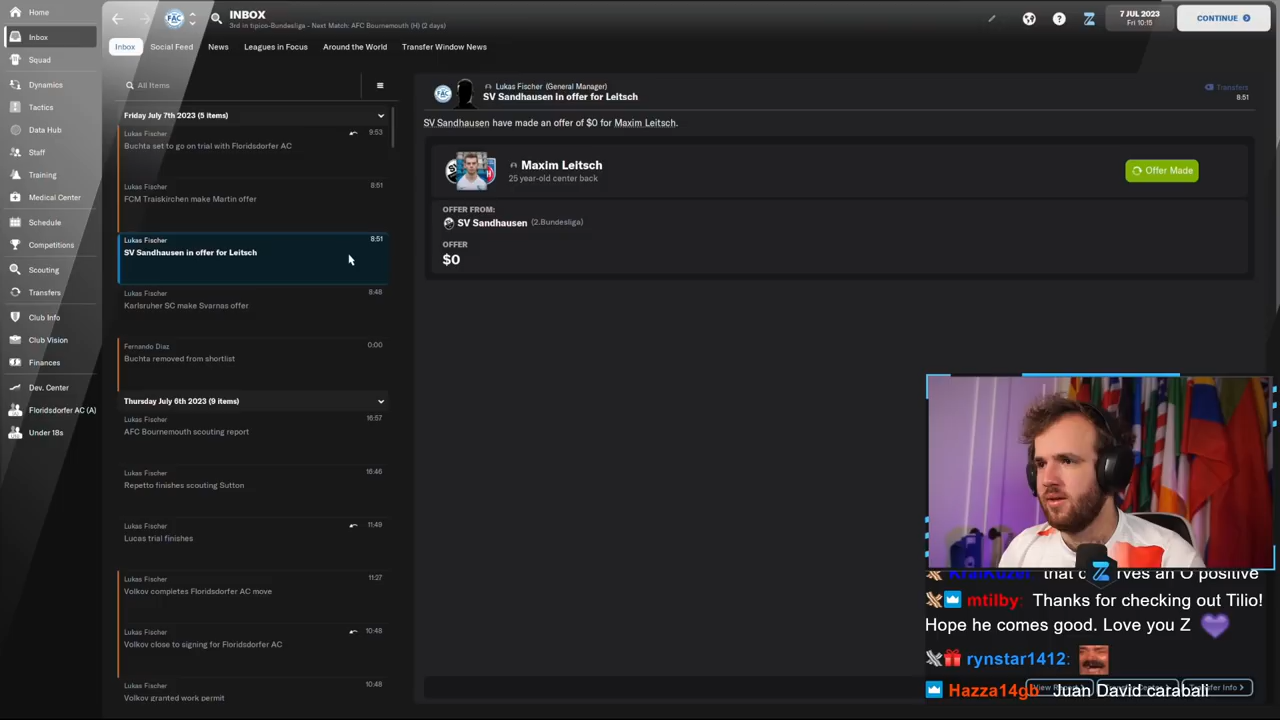 Home
Inbox
Squad
Dynamics
Tactics
Data Hub
Staff
Training
Medical Center
Schedule
Competitions
Scouting
Transfers
Club Info
Club Vision
Finances
Dev. Center
Floridsdorfer AC (A)
Under 18s
FAC
INBOX
3rd in tipico-Bundesliga - Next Match: AFC Bournemouth (H) (2 days)
7 JUL 2023
Fri 10:15
CONTINUE
Inbox
Social Feed
News
Leagues in Focus
Around the World
Transfer Window News
All Items
Friday July 7th 2023 (5 items)
Lukas Fischer 9:53
Buchta set to go on trial with Floridsdorfer AC
Lukas Fischer 8:51
FCM Traiskirchen make Martin offer
Lukas Fischer 8:51
SV Sandhausen in offer for Leitsch
Lukas Fischer 8:48
Karlsruher SC make Svarnas offer
Fernando Diez 0:00
Buchta removed from shortlist
Thursday July 6th 2023 (9 items)
Lukas Fischer 16:57
AFC Bournemouth scouting report
Lukas Fischer 16:46
Repetto finishes scouting Sutton
Lukas Fischer 11:49
Lucas trial finishes
Lukas Fischer 11:27
Volkov completes Floridsdorfer AC move
Lukas Fischer 10:48
Volkov close to signing for Floridsdorfer AC
Lukas Fischer 10:48
Volkov granted work permit
Lukas Fischer (General Manager)
SV Sandhausen in offer for Leitsch
Transfers
8:51
SV Sandhausen have made an offer of $0 for Maxim Leitsch.
Maxim Leitsch
25 year-old center back
Offer Made
OFFER FROM:
SV Sandhausen (2.Bundesliga)
OFFER
$0
an O positive
mtilby: Thanks for checking out Tilio!
Hope he comes good. Love you Z
rynstar1412:
Hazza14gh Juan David carabali